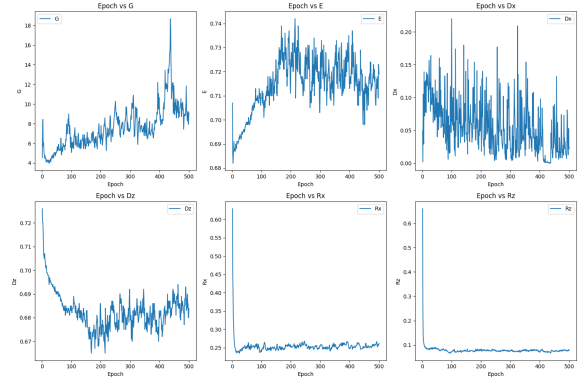 Epoch vs G
Epoch vs E
Epoch vs Dx
G
E
Dx
18
16
14
12
10
8
6
4
G
0.74
0.73
0.72
0.71
0.70
0.69
0.68
E
0.20
0.15
0.10
0.05
0.00
Dx
0 100 200 300 400 500
0 100 200 300 400 500
0 100 200 300 400 500
Epoch
Epoch
Epoch
Epoch vs Dz
Epoch vs Rx
Epoch vs Rz
Dz
Rx
Rz
0.72
0.71
0.70
0.69
0.68
0.67
Dz
0.60
0.55
0.50
0.45
0.40
0.35
0.30
0.25
Rx
0.6
0.5
0.4
0.3
0.2
0.1
Rz
0 100 200 300 400 500
0 100 200 300 400 500
0 100 200 300 400 500
Epoch
Epoch
Epoch